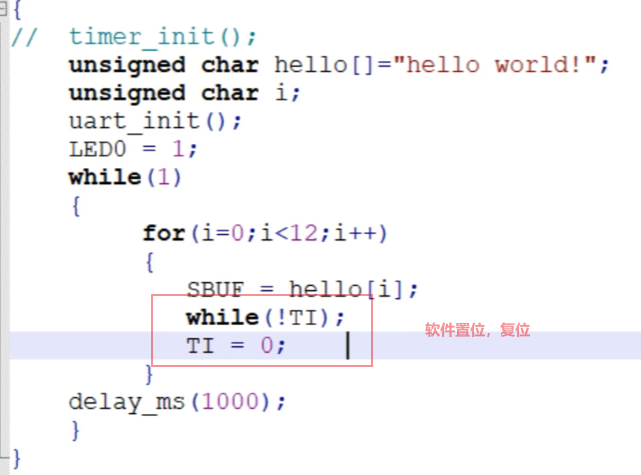 {
//  timer_init();
unsigned char hello[]="hello world!";
unsigned char i;
uart_init();
LED0 = 1;
while(1)
{
for(i=0;i<12;i++)
{
SBUF = hello[i];
while(!TI);
软件置位，复位
TI = 0;
}
delay_ms(1000);
}
}